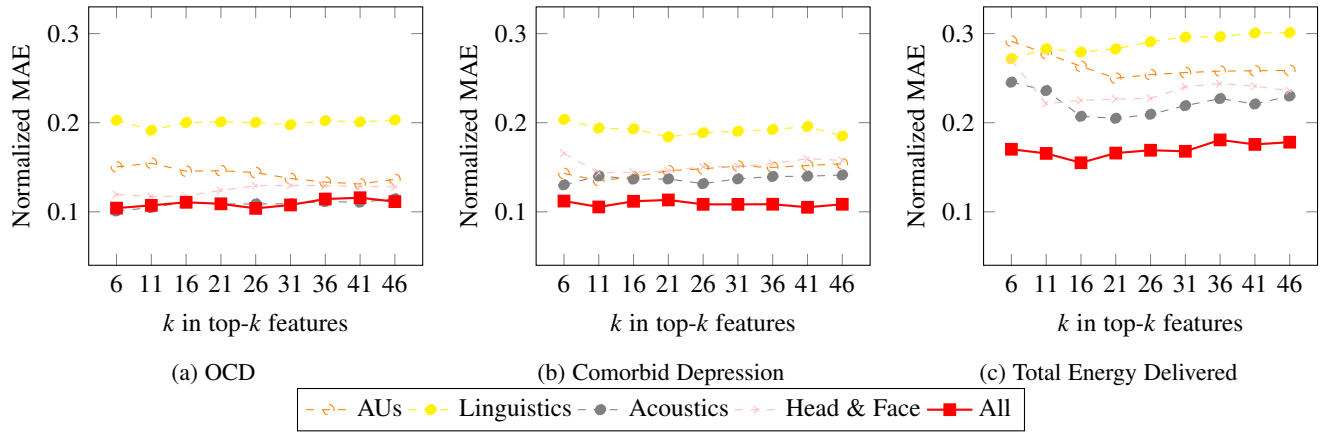 Normalized MAE
0.3
0.2
0.1
6 11 16 21 26 31 36 41 46
k in top-k features
(a) OCD
Normalized MAE
0.3
0.2
0.1
6 11 16 21 26 31 36 41 46
k in top-k features
(b) Comorbid Depression
Normalized MAE
0.3
0.2
0.1
6 11 16 21 26 31 36 41 46
k in top-k features
(c) Total Energy Delivered
AUs Linguistics Acoustics Head & Face All